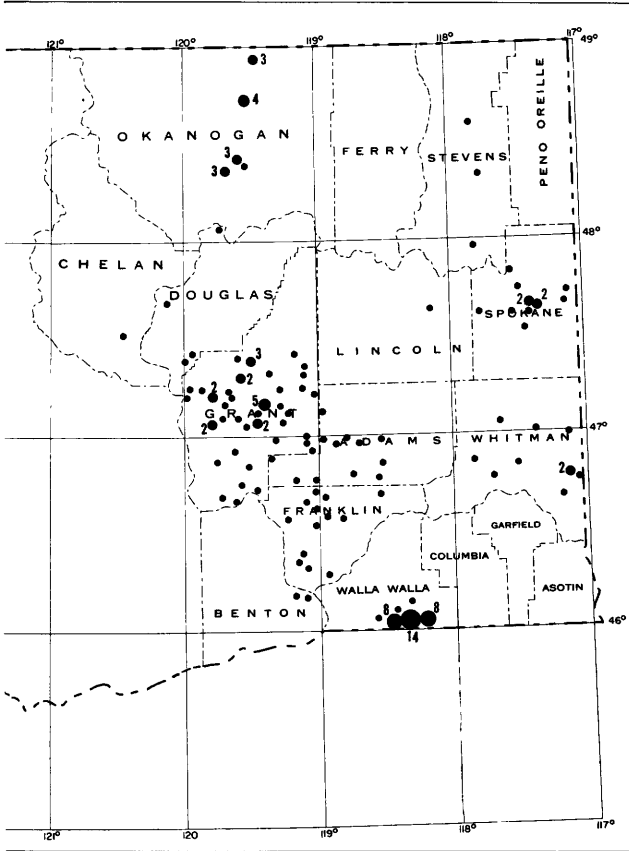 121° 120° 119° 118° 117°
49°
3
4
OKANOGAN
3
3
FERRY
STEVENS
PEND OREILLE
48°
CHELAN
DOUGLAS
2 2
SPOKANE
LINCOLN
3
2
2
5
GRANT
2
2
47°
ADAMS
WHITMAN
2
FRANKLIN
GARFIELD
COLUMBIA
WALLA WALLA
ASOTIN
BENTON
8 8
14
46°
121° 120° 119° 118° 117°